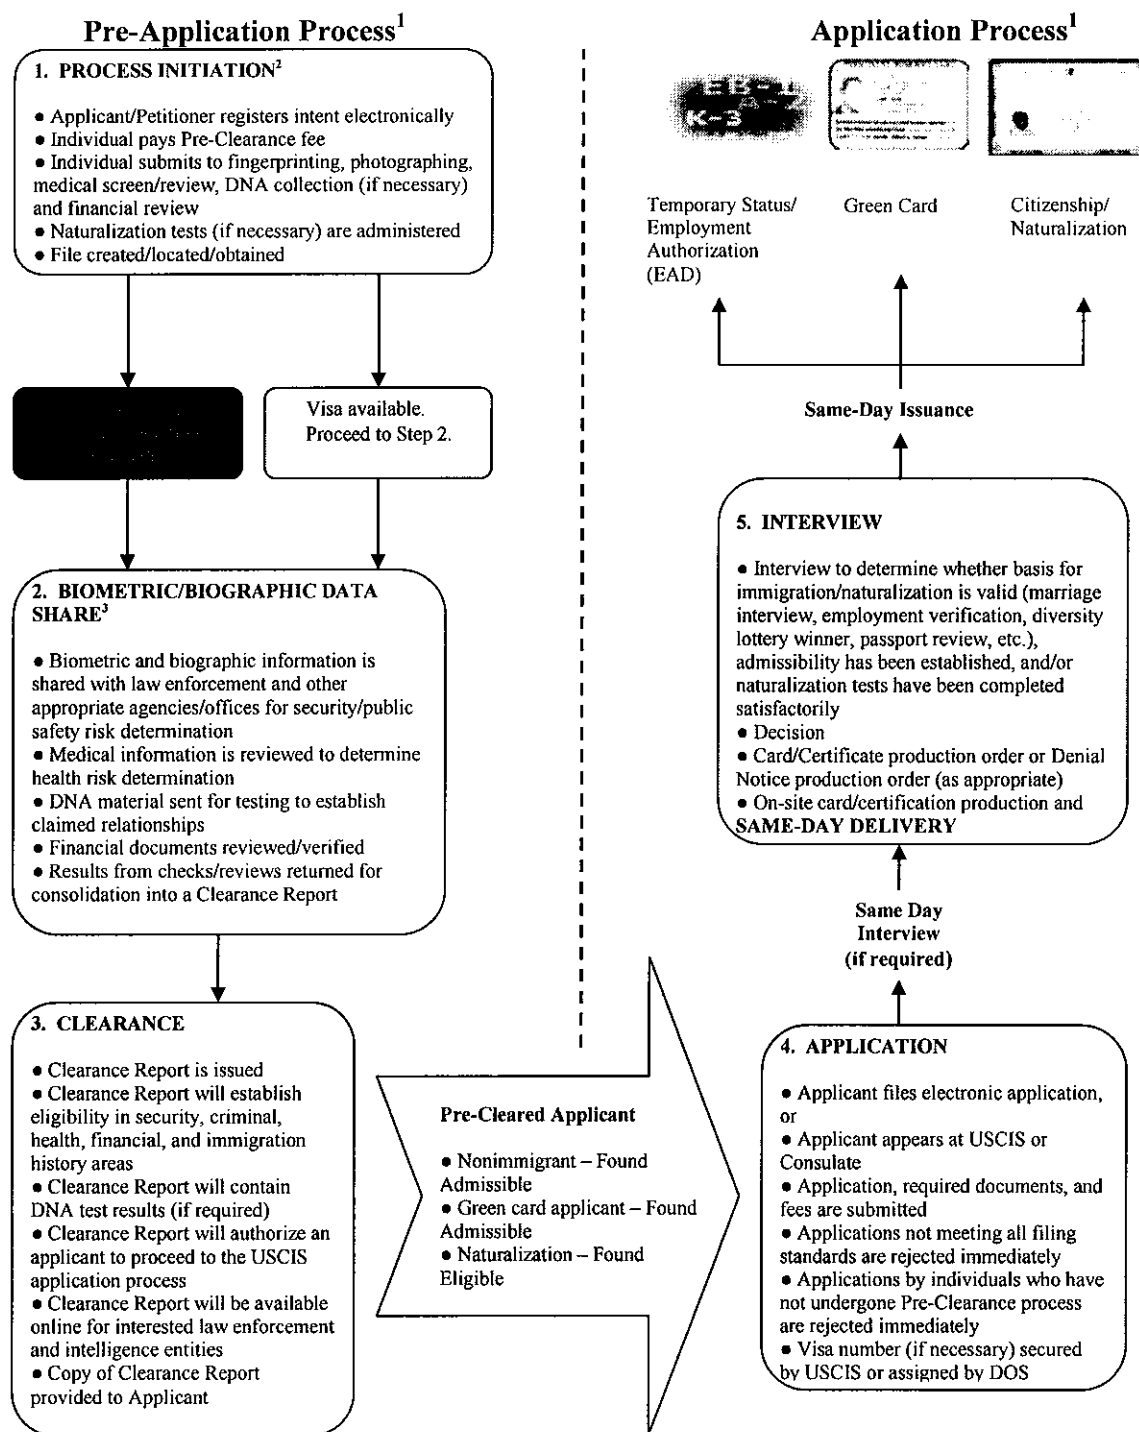 Pre-Application Process¹
1. PROCESS INITIATION²
● Applicant/Petitioner registers intent electronically
● Individual pays Pre-Clearance fee
● Individual submits to fingerprinting, photographing,
medical screen/review, DNA collection (if necessary)
and financial review
● Naturalization tests (if necessary) are administered
● File created/located/obtained
Visa available.
Proceed to Step 2.
2. BIOMETRIC/BIOGRAPHIC DATA
SHARE³
● Biometric and biographic information is
shared with law enforcement and other
appropriate agencies/offices for security/public
safety risk determination
● Medical information is reviewed to determine
health risk determination
● DNA material sent for testing to establish
claimed relationships
● Financial documents reviewed/verified
● Results from checks/reviews returned for
consolidation into a Clearance Report
3. CLEARANCE
● Clearance Report is issued
● Clearance Report will establish
eligibility in security, criminal,
health, financial, and immigration
history areas
● Clearance Report will contain
DNA test results (if required)
● Clearance Report will authorize an
applicant to proceed to the USCIS
application process
● Clearance Report will be available
online for interested law enforcement
and intelligence entities
● Copy of Clearance Report
provided to Applicant
Pre-Cleared Applicant
● Nonimmigrant – Found
Admissible
● Green card applicant – Found
Admissible
● Naturalization – Found
Eligible
Application Process¹
EB-1
K-3
Temporary Status/
Employment
Authorization
(EAD)
Green Card
Citizenship/
Naturalization
Same-Day Issuance
5. INTERVIEW
● Interview to determine whether basis for
immigration/naturalization is valid (marriage
interview, employment verification, diversity
lottery winner, passport review, etc.),
admissibility has been established, and/or
naturalization tests have been completed
satisfactorily
● Decision
● Card/Certificate production order or Denial
Notice production order (as appropriate)
● On-site card/certification production and
SAME-DAY DELIVERY
Same Day
Interview
(if required)
4. APPLICATION
● Applicant files electronic application,
or
● Applicant appears at USCIS or
Consulate
● Application, required documents, and
fees are submitted
● Applications not meeting all filing
standards are rejected immediately
● Applications by individuals who have
not undergone Pre-Clearance process
are rejected immediately
● Visa number (if necessary) secured
by USCIS or assigned by DOS